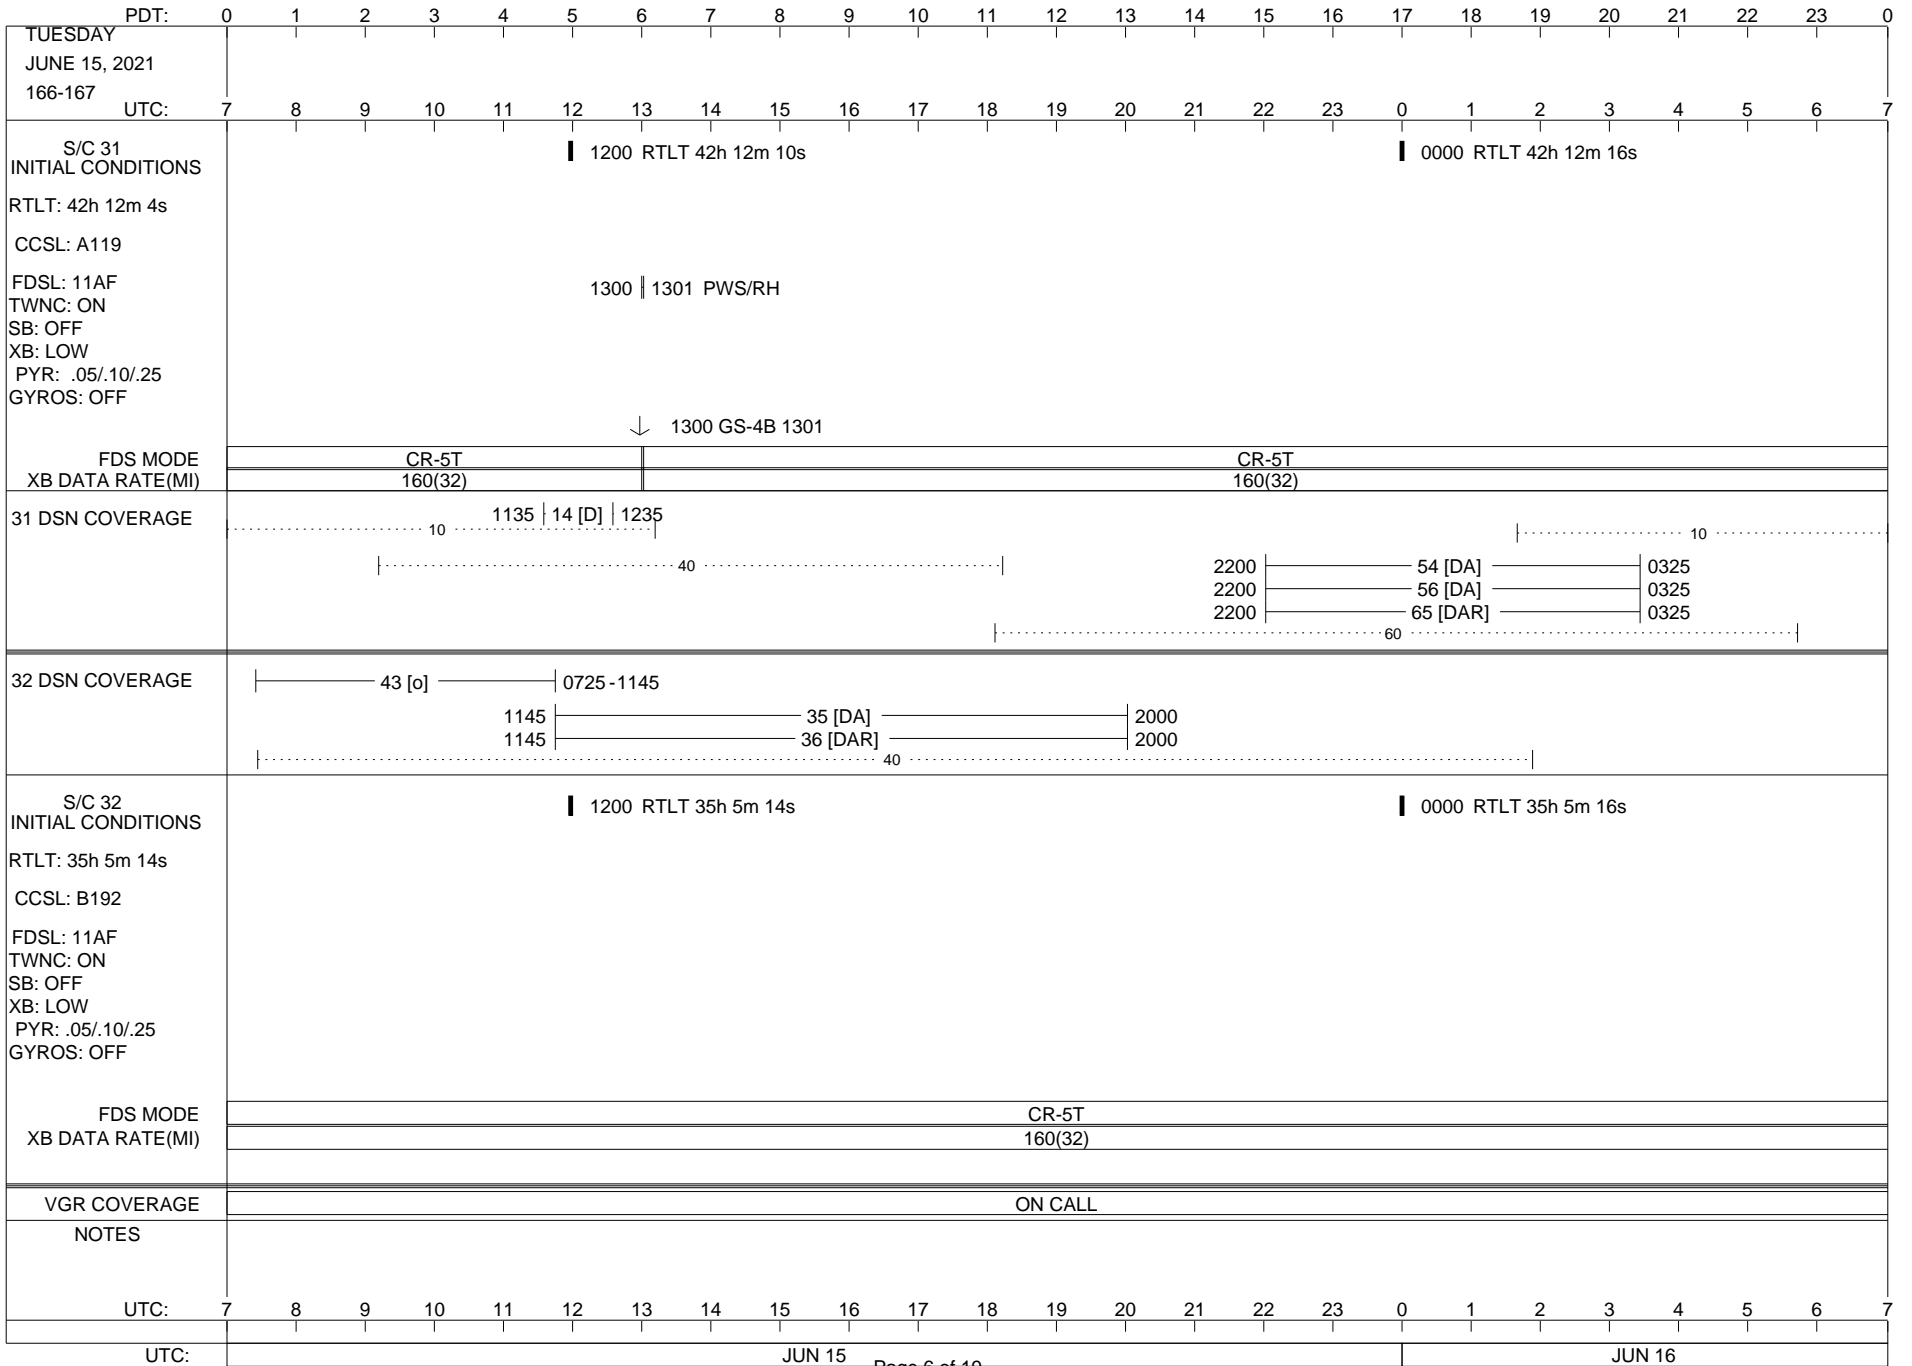 PDT: 0 1 2 3 4 5 6 7 8 9 10 11 12 13 14 15 16 17 18 19 20 21 22 23 0
TUESDAY
JUNE 15, 2021
166-167
UTC: 7 8 9 10 11 12 13 14 15 16 17 18 19 20 21 22 23 0 1 2 3 4 5 6 7
S/C 31
INITIAL CONDITIONS
1200 RTLT 42h 12m 10s
0000 RTLT 42h 12m 16s
RTLT: 42h 12m 4s
CCSL: A119
FDSL: 11AF
1300 1301 PWS/RH
TWNC: ON
SB: OFF
XB: LOW
PYR: .05/.10/.25
GYROS: OFF
1300 GS-4B 1301
FDS MODE CR-5T CR-5T
XB DATA RATE(MI) 160(32) 160(32)
31 DSN COVERAGE
1135 14 [D] 1235
10 10
40
2200 54 [DA] 0325
2200 56 [DA] 0325
2200 65 [DAR] 0325
60
32 DSN COVERAGE
43 [o] 0725-1145
1145 35 [DA] 2000
1145 36 [DAR] 2000
40
S/C 32
INITIAL CONDITIONS
1200 RTLT 35h 5m 14s
0000 RTLT 35h 5m 16s
RTLT: 35h 5m 14s
CCSL: B192
FDSL: 11AF
TWNC: ON
SB: OFF
XB: LOW
PYR: .05/.10/.25
GYROS: OFF
FDS MODE CR-5T
XB DATA RATE(MI) 160(32)
VGR COVERAGE ON CALL
NOTES
UTC: 7 8 9 10 11 12 13 14 15 16 17 18 19 20 21 22 23 0 1 2 3 4 5 6 7
UTC: JUN 15 JUN 16
Page 6 of 19